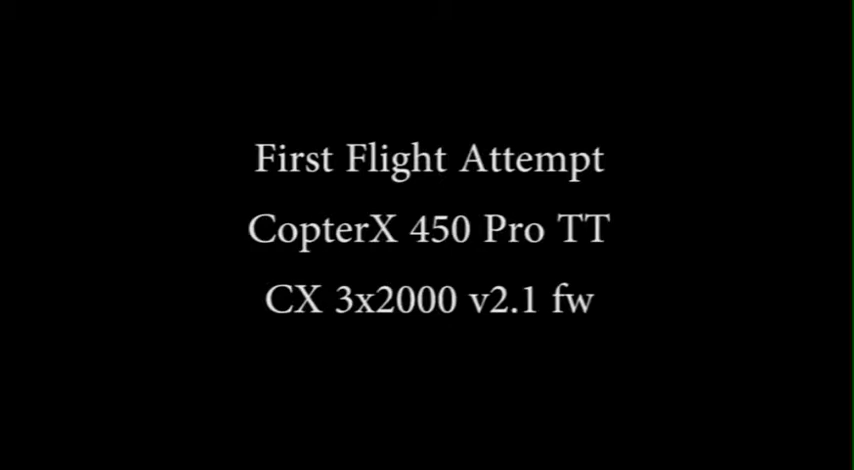 First Flight Attempt
CopterX 450 Pro TT
CX 3x2000 v2.1 fw